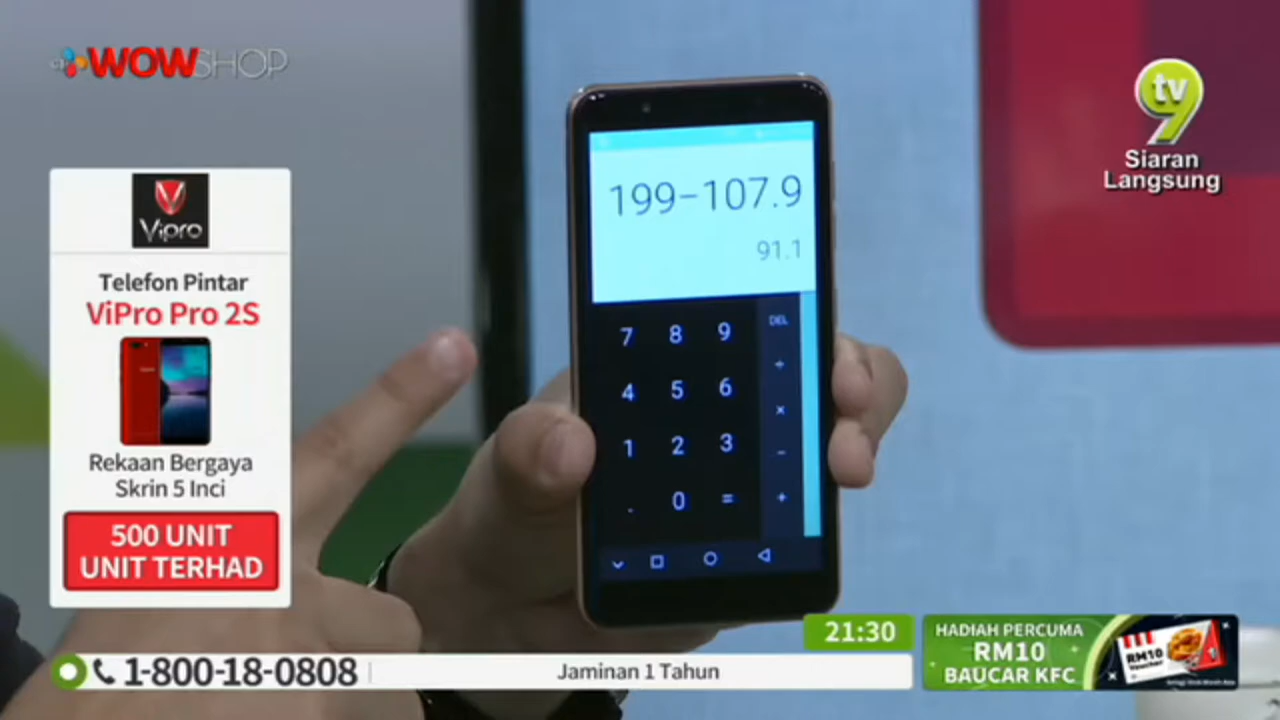 WOWSHOP
tv9
Siaran
Langsung
Vipro
Telefon Pintar
ViPro Pro 2S
Rekaan Bergaya
Skrin 5 Inci
500 UNIT
UNIT TERHAD
199-107.9
91.1
7 8 9 DEL
÷
4 5 6
×
1 2 3
−
. 0 =
+
21:30
1-800-18-0808
Jaminan 1 Tahun
HADIAH PERCUMA
RM10
BAUCAR KFC
RM10
Voucher